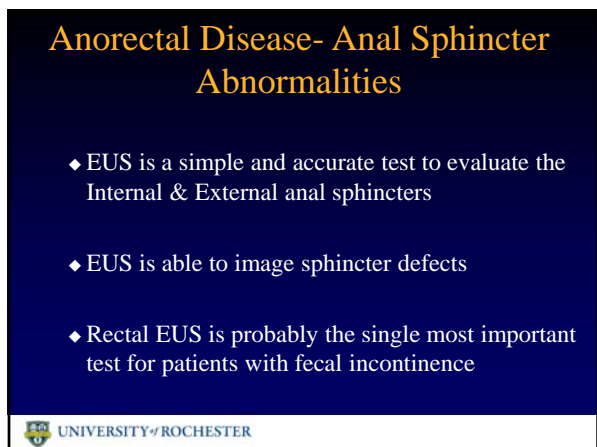 Anorectal Disease- Anal Sphincter
Abnormalities
◆ EUS is a simple and accurate test to evaluate the
Internal & External anal sphincters
◆ EUS is able to image sphincter defects
◆ Rectal EUS is probably the single most important
test for patients with fecal incontinence
UNIVERSITY of ROCHESTER